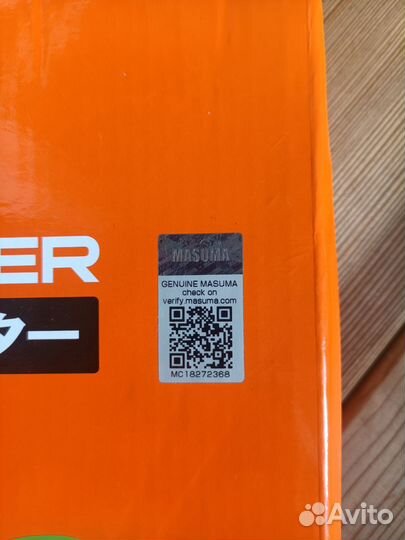 ER
ター
MASUMA
GENUINE MASUMA
check on
verify.masuma.com
MC18272368
Avito